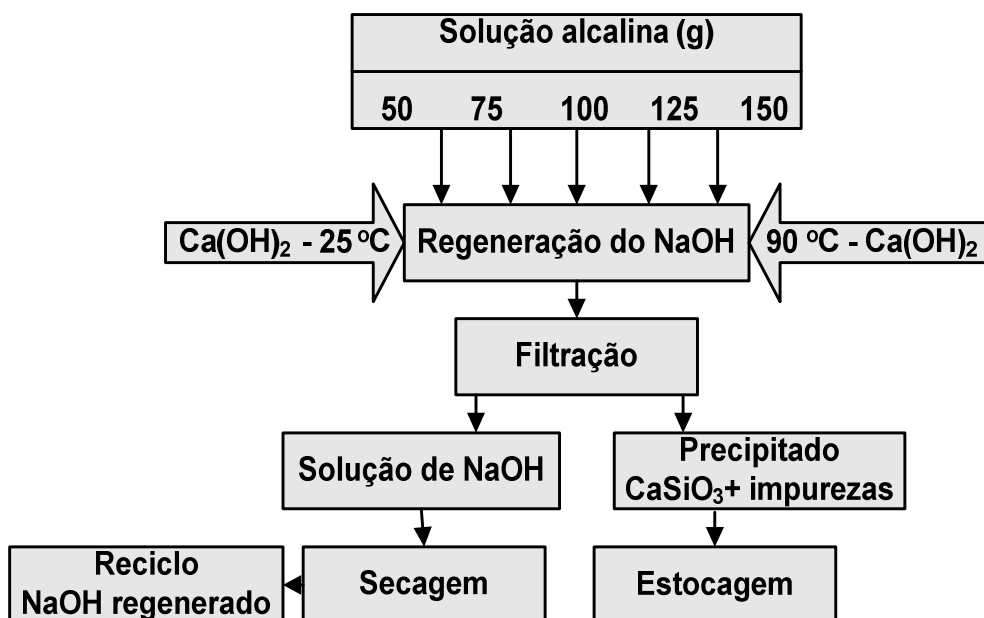 Solução alcalina (g)
50 75 100 125 150
Ca(OH)₂ - 25 ºC
Regeneração do NaOH
90 ºC - Ca(OH)₂
Filtração
Solução de NaOH
Precipitado
CaSiO₃+ impurezas
Reciclo
NaOH regenerado
Secagem
Estocagem